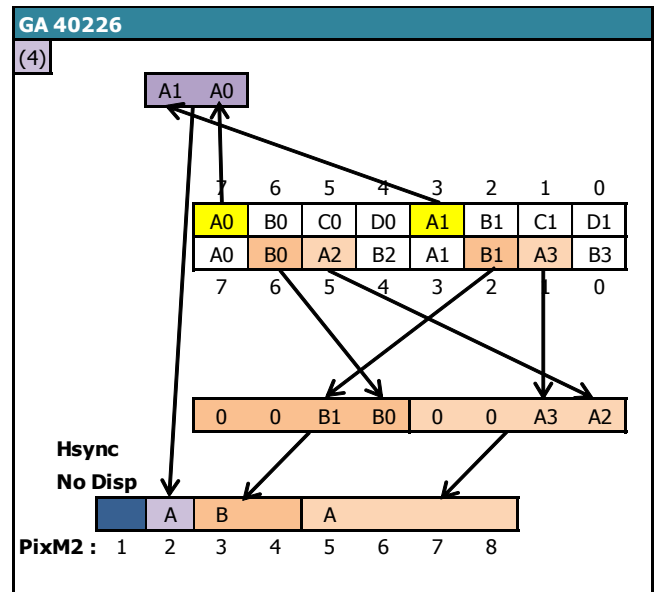 GA 40226
(4)
A1 A0
7 6 5 4 3 2 1 0
A0 B0 C0 D0 A1 B1 C1 D1
A0 B0 A2 B2 A1 B1 A3 B3
7 6 5 4 3 2 1 0
0 0 B1 B0 0 0 A3 A2
Hsync
No Disp
A B A
PixM2 : 1 2 3 4 5 6 7 8